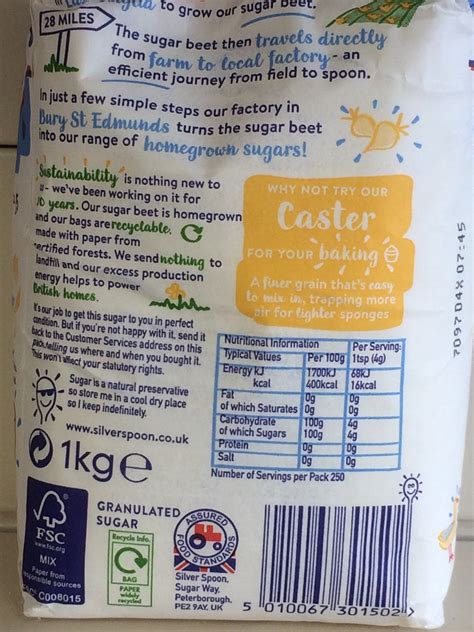 to grow our sugar beet.
28 MILES
The sugar beet then travels directly
from farm to local factory - an
efficient journey from field to spoon.
In just a few simple steps our factory in
Bury St Edmunds turns the sugar beet
into our range of homegrown sugars!
Sustainability is nothing new to
- we've been working on it for
years. Our sugar beet is homegrown
and our bags are recyclable.
made with paper from
certified forests. We send nothing to
landfill and our excess production
energy helps to power
British homes.
WHY NOT TRY OUR
Caster
FOR YOUR baking
A finer grain that's easy
to mix in, trapping more
air for lighter sponges
7097 D4X 07:45
It's our job to get this sugar to you in perfect
condition. But if you're not happy with it, send it
back to the Customer Services address on this
pack, telling us where and when you bought it.
This won't affect your statutory rights.
Sugar is a natural preservative
so store me in a cool dry place
so I keep indefinitely.
www.silverspoon.co.uk
1kg e
Nutritional Information
Typical Values Per 100g Per Serving: 1tsp (4g)
Energy kJ 1700kJ 68kJ
kcal 400kcal 16kcal
Fat 0g 0g
of which Saturates 0g 0g
Carbohydrate 100g 4g
of which Sugars 100g 4g
Protein 0g 0g
Salt 0g 0g
Number of Servings per Pack 250
FSC
www.fsc.org
MIX
Paper from
responsible sources
C008015
GRANULATED
SUGAR
Recycle Info.
BAG
PAPER
widely
recycled
ASSURED
FOOD STANDARDS
Silver Spoon,
Sugar Way,
Peterborough,
PE2 9AY. UK
5 010067 301502 >